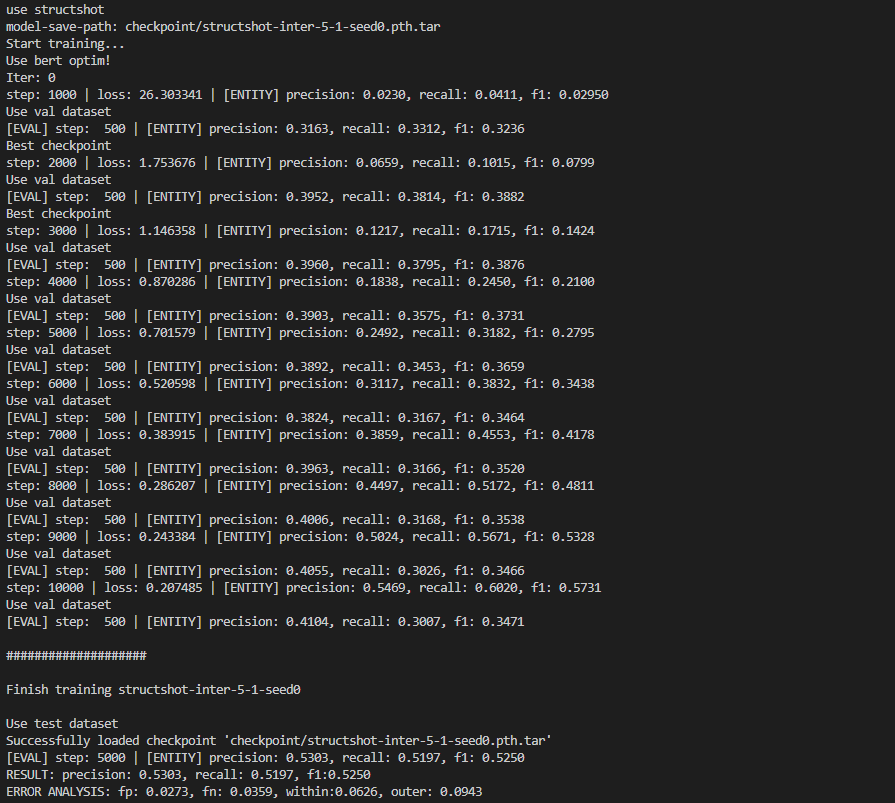 use structshot
model-save-path: checkpoint/structshot-inter-5-1-seed0.pth.tar
Start training...
Use bert optim!
Iter: 0
step: 1000 | loss: 26.303341 | [ENTITY] precision: 0.0230, recall: 0.0411, f1: 0.02950
Use val dataset
[EVAL] step:  500 | [ENTITY] precision: 0.3163, recall: 0.3312, f1: 0.3236
Best checkpoint
step: 2000 | loss: 1.753676 | [ENTITY] precision: 0.0659, recall: 0.1015, f1: 0.0799
Use val dataset
[EVAL] step:  500 | [ENTITY] precision: 0.3952, recall: 0.3814, f1: 0.3882
Best checkpoint
step: 3000 | loss: 1.146358 | [ENTITY] precision: 0.1217, recall: 0.1715, f1: 0.1424
Use val dataset
[EVAL] step:  500 | [ENTITY] precision: 0.3960, recall: 0.3795, f1: 0.3876
step: 4000 | loss: 0.870286 | [ENTITY] precision: 0.1838, recall: 0.2450, f1: 0.2100
Use val dataset
[EVAL] step:  500 | [ENTITY] precision: 0.3903, recall: 0.3575, f1: 0.3731
step: 5000 | loss: 0.701579 | [ENTITY] precision: 0.2492, recall: 0.3182, f1: 0.2795
Use val dataset
[EVAL] step:  500 | [ENTITY] precision: 0.3892, recall: 0.3453, f1: 0.3659
step: 6000 | loss: 0.520598 | [ENTITY] precision: 0.3117, recall: 0.3832, f1: 0.3438
Use val dataset
[EVAL] step:  500 | [ENTITY] precision: 0.3824, recall: 0.3167, f1: 0.3464
step: 7000 | loss: 0.383915 | [ENTITY] precision: 0.3859, recall: 0.4553, f1: 0.4178
Use val dataset
[EVAL] step:  500 | [ENTITY] precision: 0.3963, recall: 0.3166, f1: 0.3520
step: 8000 | loss: 0.286207 | [ENTITY] precision: 0.4497, recall: 0.5172, f1: 0.4811
Use val dataset
[EVAL] step:  500 | [ENTITY] precision: 0.4006, recall: 0.3168, f1: 0.3538
step: 9000 | loss: 0.243384 | [ENTITY] precision: 0.5024, recall: 0.5671, f1: 0.5328
Use val dataset
[EVAL] step:  500 | [ENTITY] precision: 0.4055, recall: 0.3026, f1: 0.3466
step: 10000 | loss: 0.207485 | [ENTITY] precision: 0.5469, recall: 0.6020, f1: 0.5731
Use val dataset
[EVAL] step:  500 | [ENTITY] precision: 0.4104, recall: 0.3007, f1: 0.3471
####################
Finish training structshot-inter-5-1-seed0
Use test dataset
Successfully loaded checkpoint 'checkpoint/structshot-inter-5-1-seed0.pth.tar'
[EVAL] step: 5000 | [ENTITY] precision: 0.5303, recall: 0.5197, f1: 0.5250
RESULT: precision: 0.5303, recall: 0.5197, f1:0.5250
ERROR ANALYSIS: fp: 0.0273, fn: 0.0359, within:0.0626, outer: 0.0943